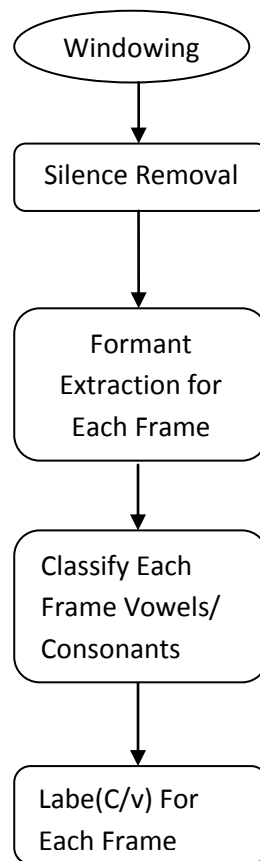 Windowing
Silence Removal
Formant
Extraction for
Each Frame
Classify Each
Frame Vowels/
Consonants
Labe(C/v) For
Each Frame